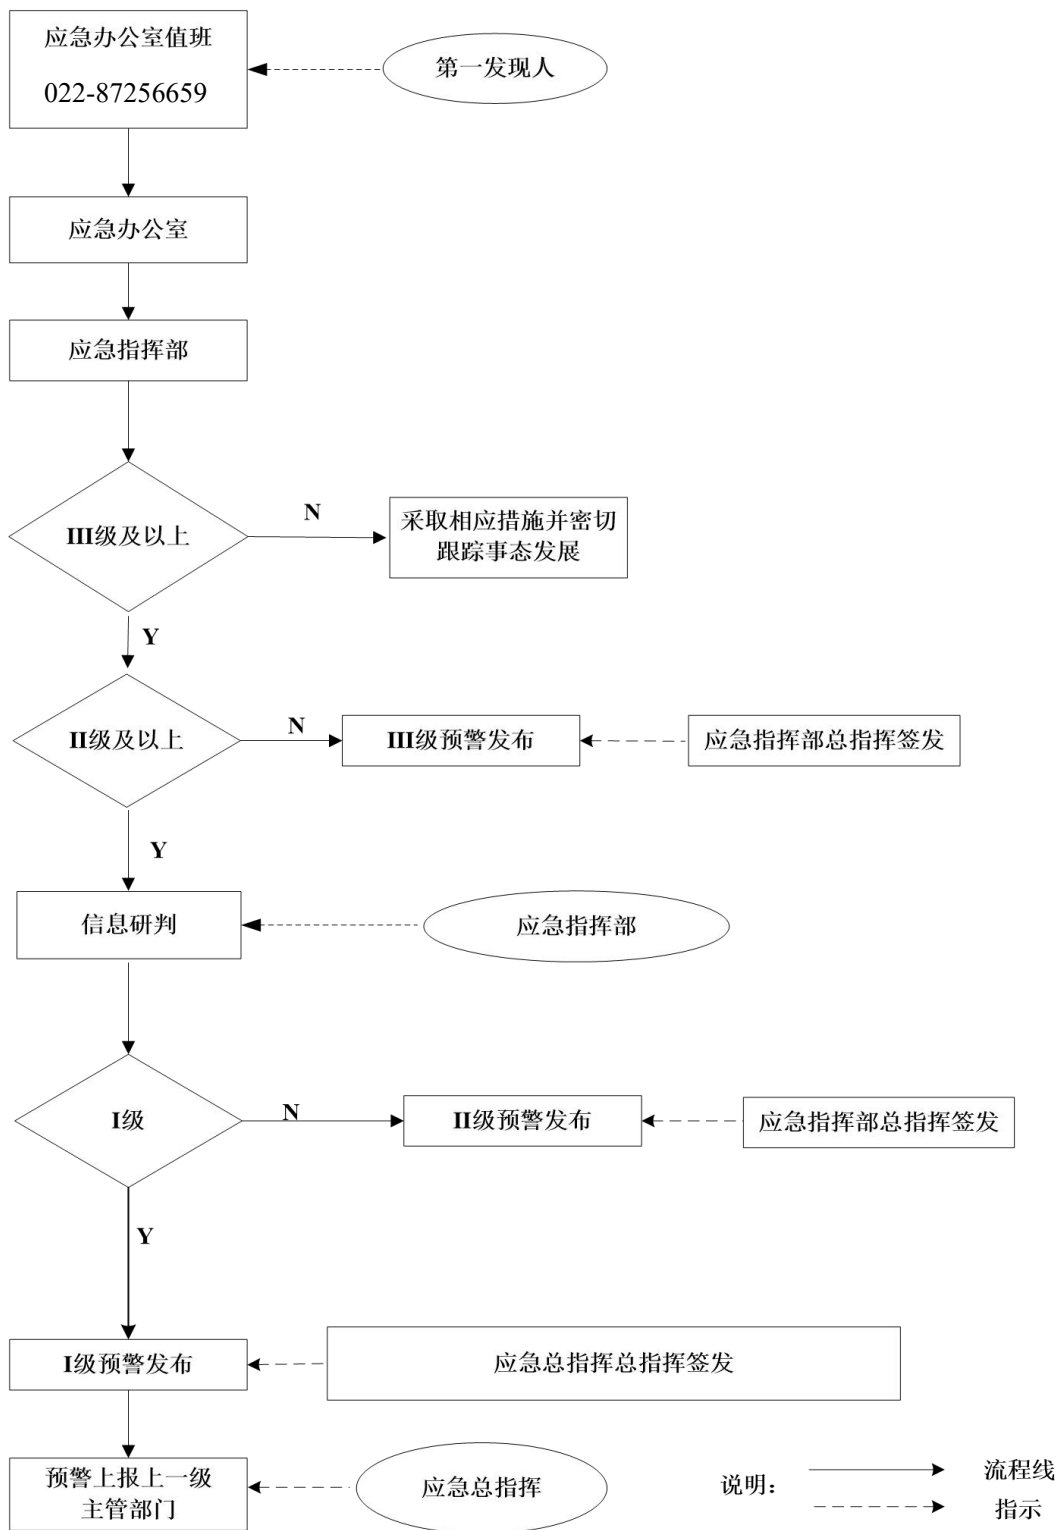 应急办公室值班
022-87256659
第一发现人
应急办公室
应急指挥部
III级及以上
N
采取相应措施并密切
跟踪事态发展
Y
II级及以上
N
III级预警发布
应急指挥部总指挥签发
Y
信息研判
应急指挥部
I级
N
II级预警发布
应急指挥部总指挥签发
Y
I级预警发布
应急总指挥总指挥签发
预警上报上一级
主管部门
应急总指挥
说明：
流程线
指示